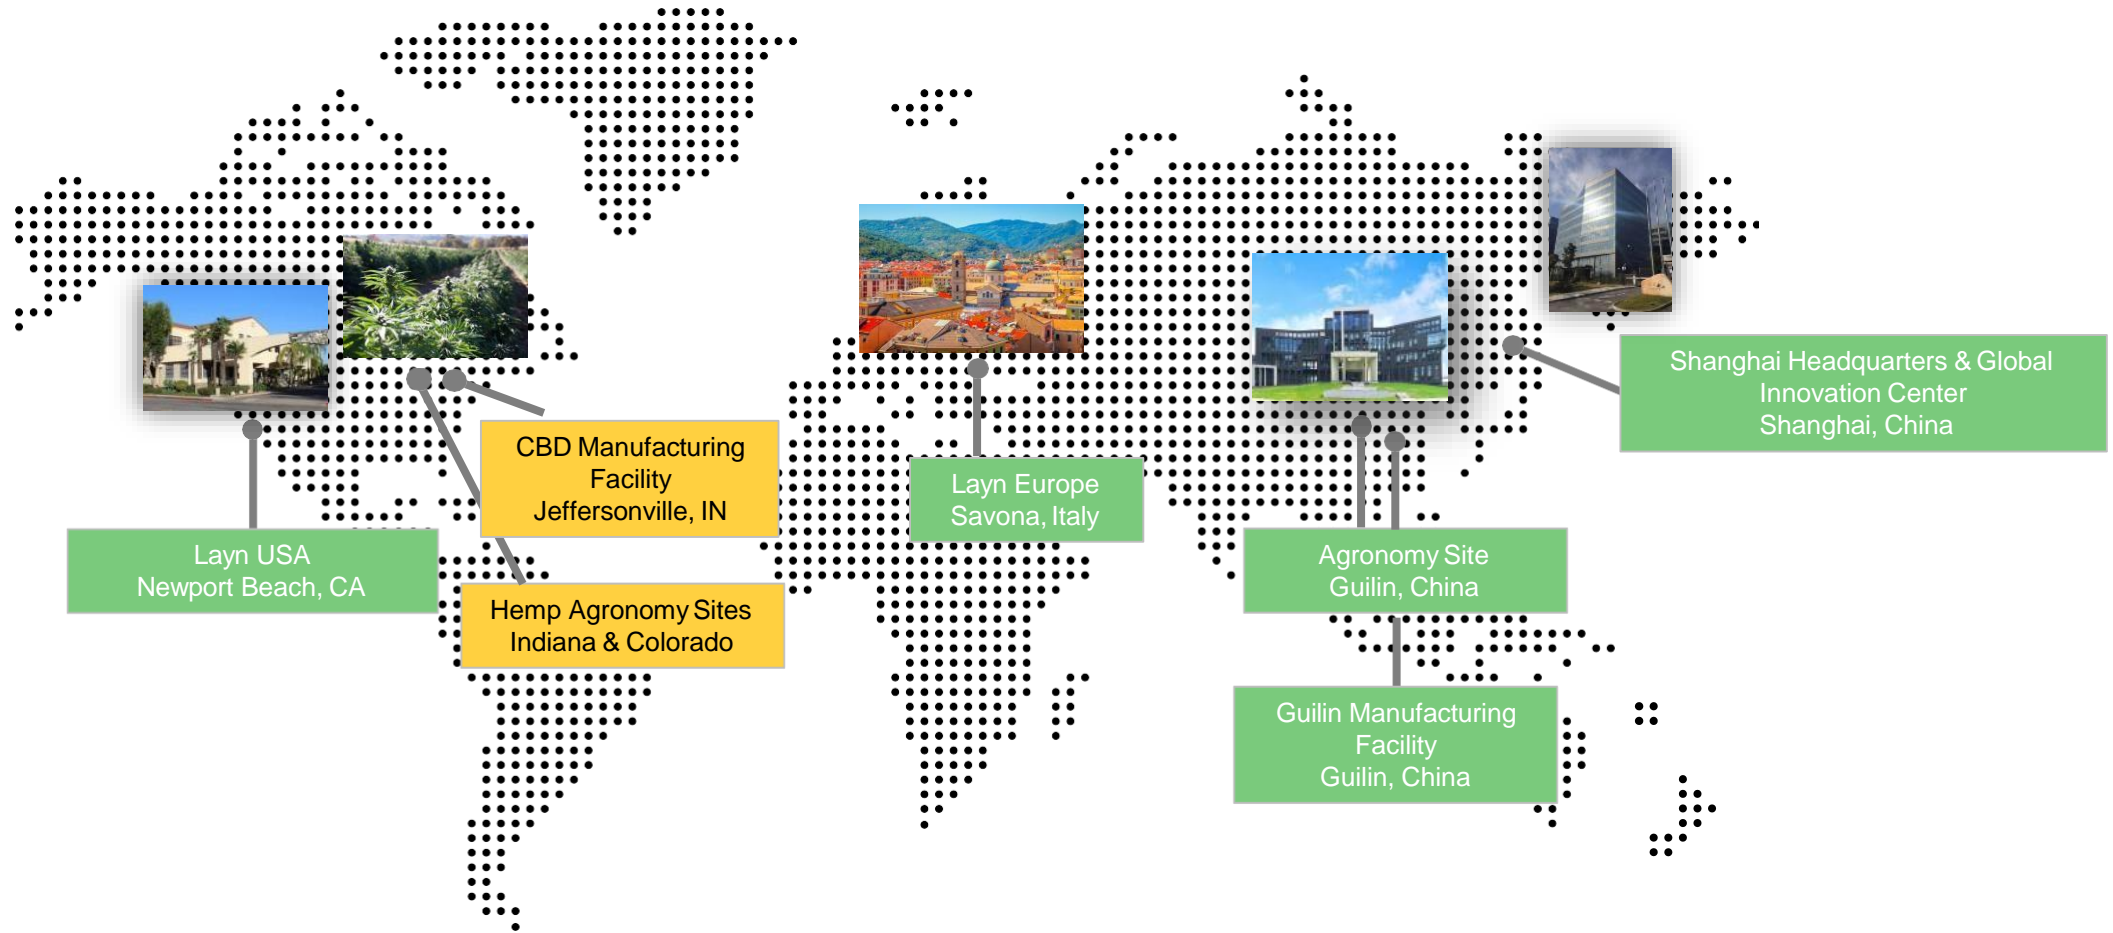 Shanghai Headquarters & Global
Innovation Center
Shanghai, China
CBD Manufacturing
Facility
Jeffersonville, IN
Layn Europe
Savona, Italy
Layn USA
Newport Beach, CA
Agronomy Site
Guilin, China
Hemp Agronomy Sites
Indiana & Colorado
Guilin Manufacturing
Facility
Guilin, China